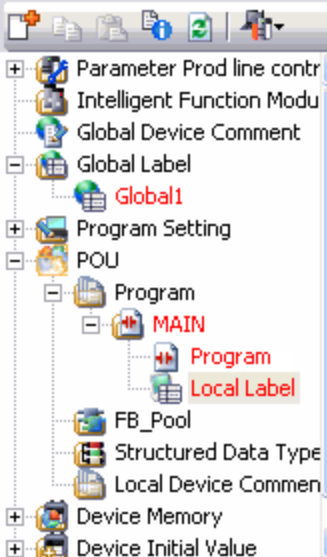 Parameter Prod line contr
Intelligent Function Modu
Global Device Comment
Global Label
Global1
Program Setting
POU
Program
MAIN
Program
Local Label
FB_Pool
Structured Data Type
Local Device Commen
Device Memory
Device Initial Value